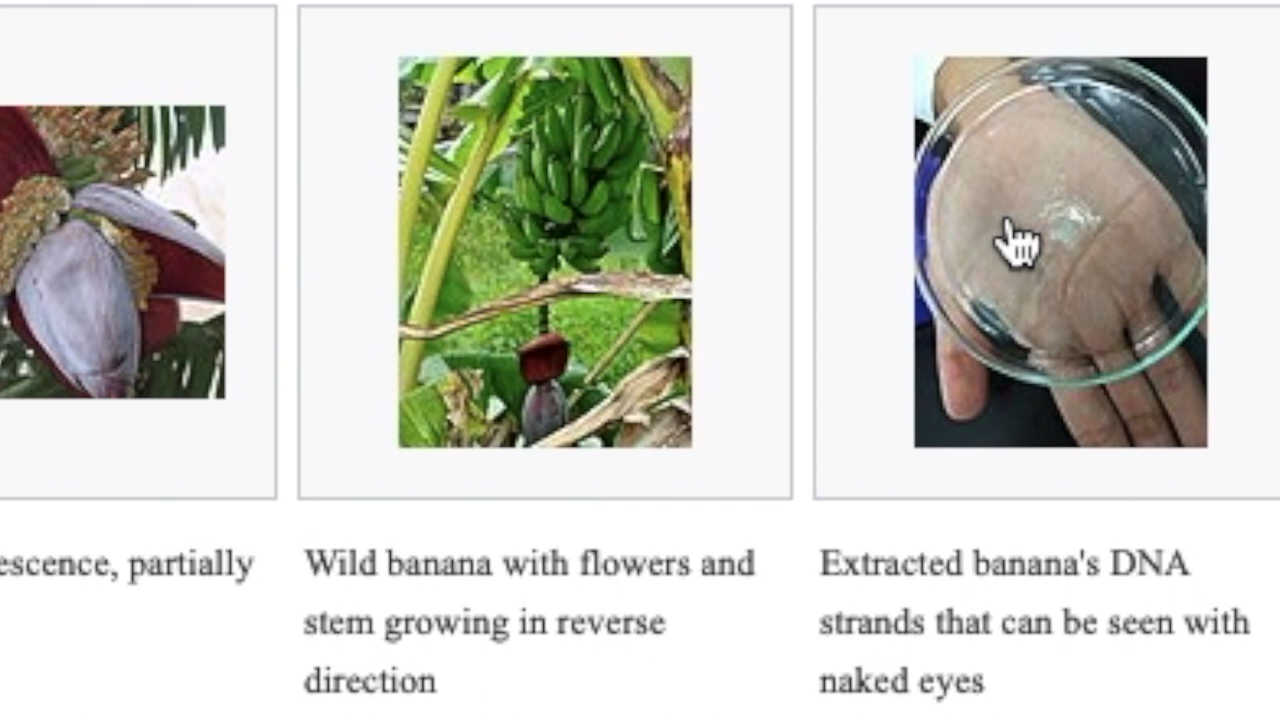 escence, partially
Wild banana with flowers and
stem growing in reverse
direction
Extracted banana's DNA
strands that can be seen with
naked eyes